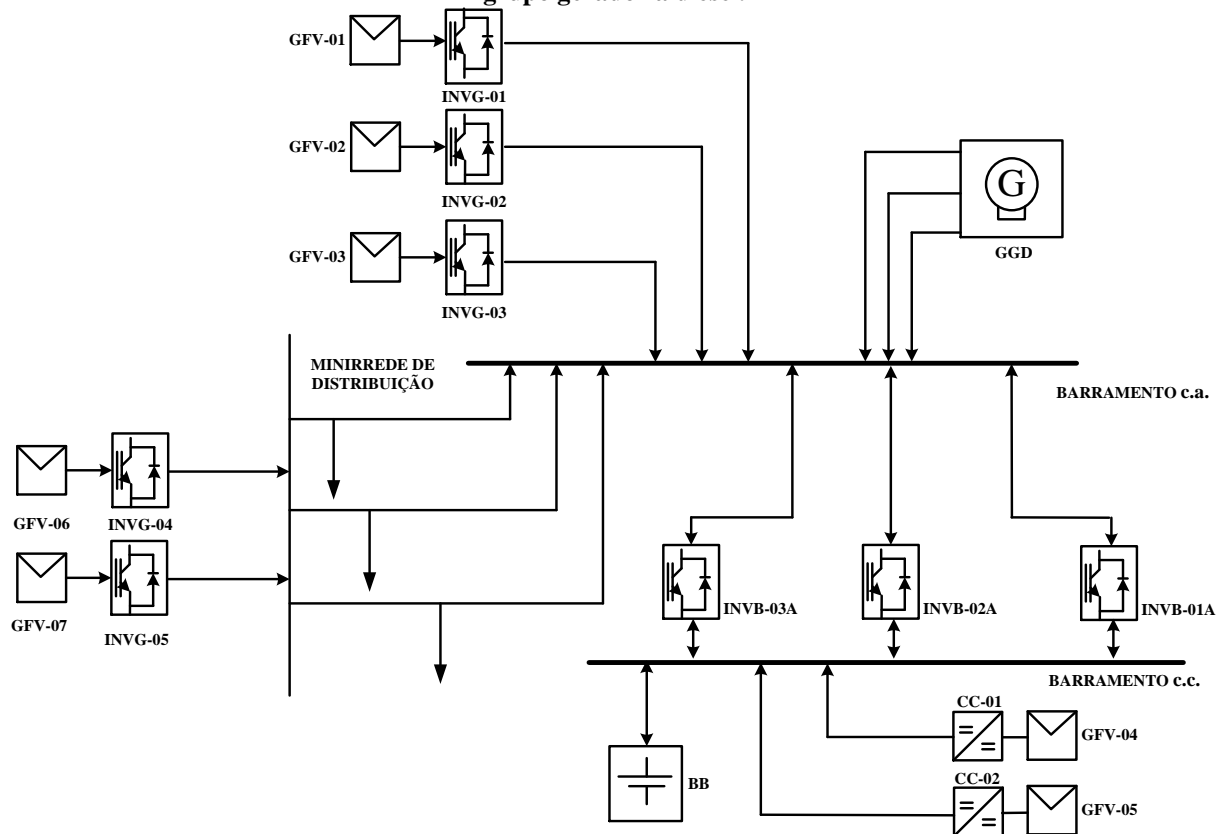 GFV-01
INVG-01
GFV-02
INVG-02
G
GGD
GFV-03
INVG-03
MINIRREDE DE
DISTRIBUIÇÃO
BARRAMENTO c.a.
GFV-06
INVG-04
GFV-07
INVG-05
INVB-03A
INVB-02A
INVB-01A
BARRAMENTO c.c.
CC-01
GFV-04
BB
CC-02
GFV-05